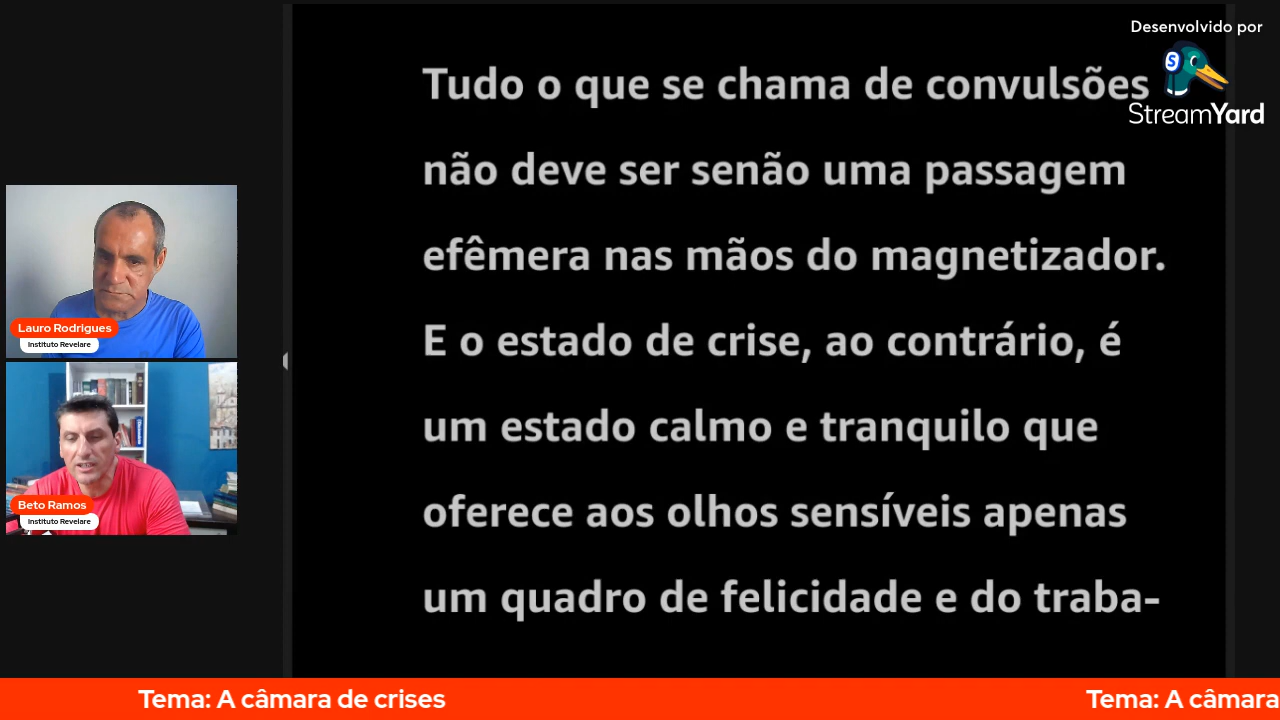 Desenvolvido por
StreamYard
Tudo o que se chama de convulsões
não deve ser senão uma passagem
efêmera nas mãos do magnetizador.
E o estado de crise, ao contrário, é
um estado calmo e tranquilo que
oferece aos olhos sensíveis apenas
um quadro de felicidade e do traba-
Lauro Rodrigues
Instituto Revelare
Beto Ramos
Instituto Revelare
Tema: A câmara de crises
Tema: A câmara